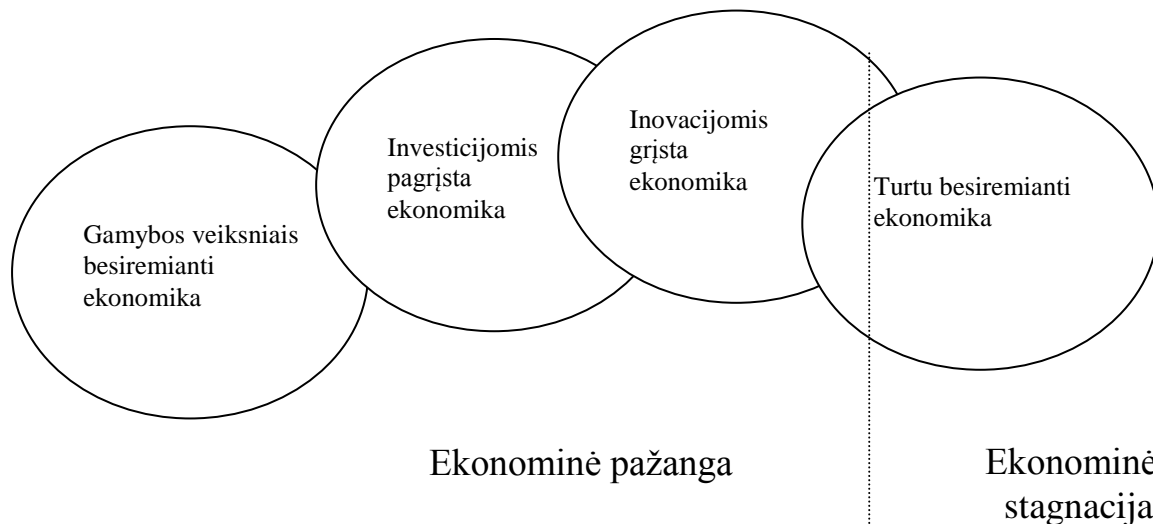 Gamybos veiksniais
besiremianti
ekonomika
Investicijomis
pagrįsta
ekonomika
Inovacijomis
grįsta
ekonomika
Turtu besiremianti
ekonomika
Ekonominė pažanga
Ekonominė
stagnacija